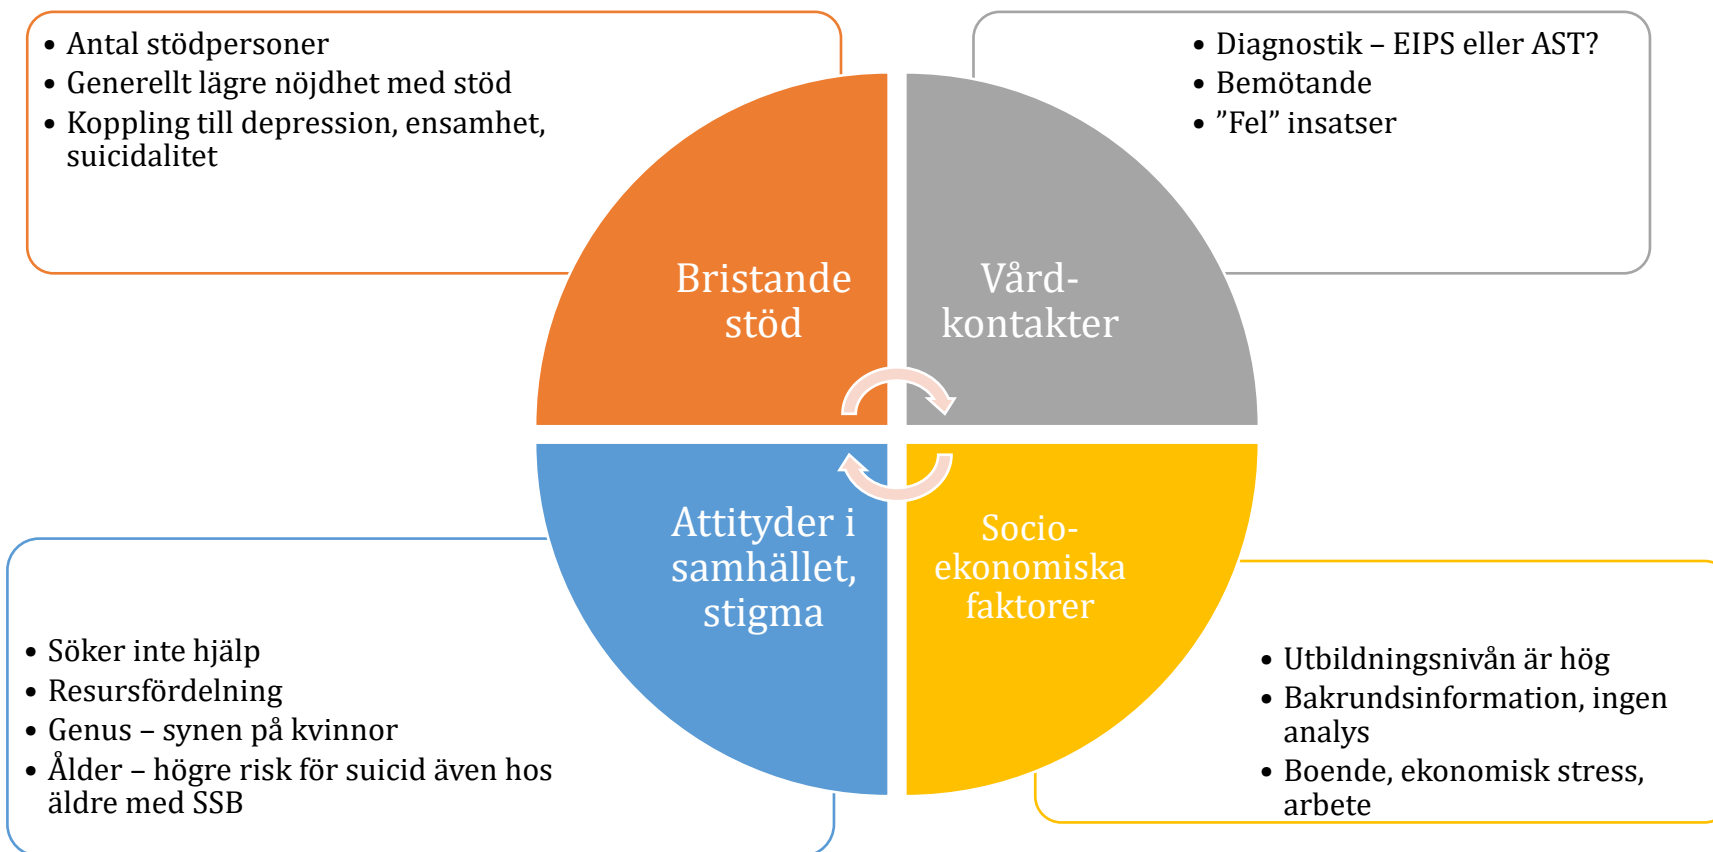 • Antal stödpersoner
• Generellt lägre nöjdhet med stöd
• Koppling till depression, ensamhet,
suicidalitet
• Diagnostik – EIPS eller AST?
• Bemötande
• ”Fel” insatser
Bristande
stöd
Vård-
kontakter
Attityder i
samhället,
stigma
Socio-
ekonomiska
faktorer
• Söker inte hjälp
• Resursfördelning
• Genus – synen på kvinnor
• Ålder – högre risk för suicid även hos
äldre med SSB
• Utbildningsnivån är hög
• Bakrundsinformation, ingen
analys
• Boende, ekonomisk stress,
arbete